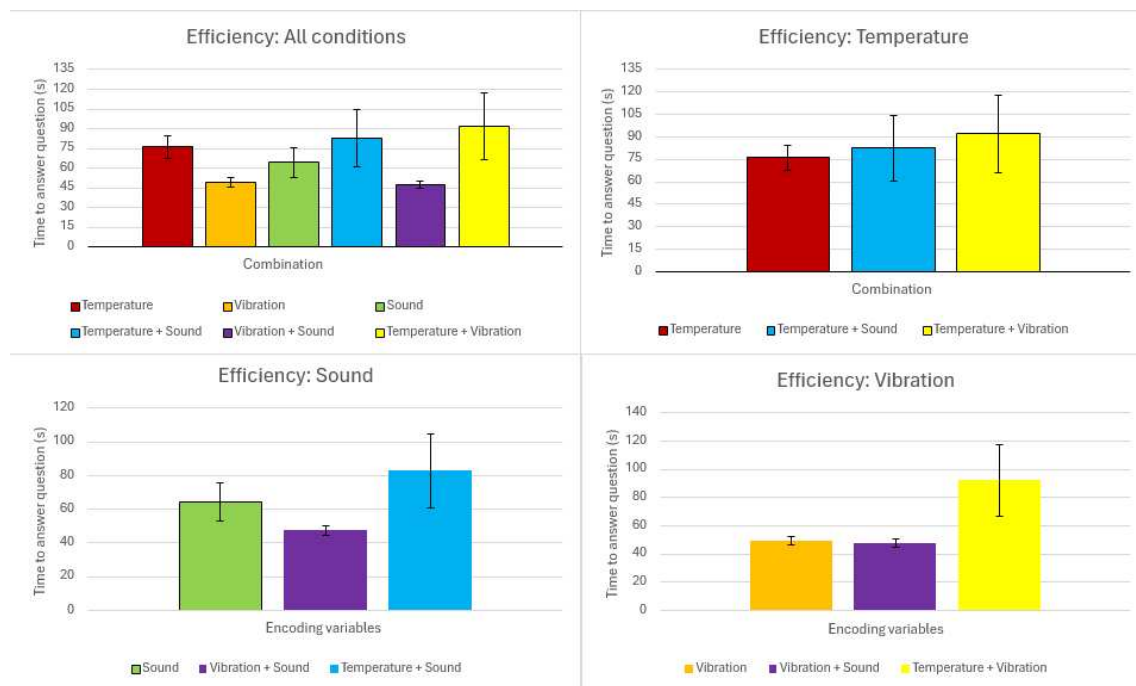 Efficiency: All conditions
Time to answer question (s)
135
120
105
90
75
60
45
30
15
0
Combination
Temperature
Vibration
Sound
Temperature + Sound
Vibration + Sound
Temperature + Vibration
Efficiency: Temperature
Time to answer question (s)
135
120
105
90
75
60
45
30
15
0
Combination
Temperature
Temperature + Sound
Temperature + Vibration
Efficiency: Sound
Time to answer question (s)
120
100
80
60
40
20
0
Encoding variables
Sound
Vibration + Sound
Temperature + Sound
Efficiency: Vibration
Time to answer question (s)
140
120
100
80
60
40
20
0
Encoding variables
Vibration
Vibration + Sound
Temperature + Vibration